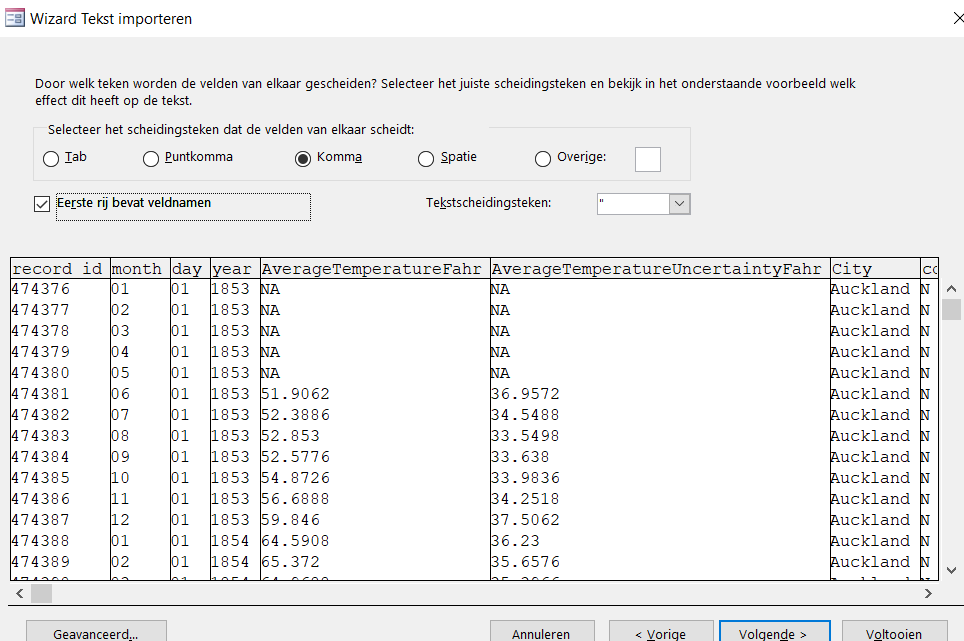 Wizard Tekst importeren
Door welk teken worden de velden van elkaar gescheiden? Selecteer het juiste scheidingsteken en bekijk in het onderstaande voorbeeld welk
effect dit heeft op de tekst.
Selecteer het scheidingsteken dat de velden van elkaar scheidt:
Tab Puntkomma Komma Spatie Overige:
Eerste rij bevat veldnamen Tekstscheidingsteken: "
record id month day year AverageTemperatureFahr AverageTemperatureUncertaintyFahr City
474376 01 01 1853 NA NA Auckland N
474377 02 01 1853 NA NA Auckland N
474378 03 01 1853 NA NA Auckland N
474379 04 01 1853 NA NA Auckland N
474380 05 01 1853 NA NA Auckland N
474381 06 01 1853 51.9062 36.9572 Auckland N
474382 07 01 1853 52.3886 34.5488 Auckland N
474383 08 01 1853 52.853 33.5498 Auckland N
474384 09 01 1853 52.5776 33.638 Auckland N
474385 10 01 1853 54.8726 33.9836 Auckland N
474386 11 01 1853 56.6888 34.2518 Auckland N
474387 12 01 1853 59.846 37.5062 Auckland N
474388 01 01 1854 64.5908 36.23 Auckland N
474389 02 01 1854 65.372 35.6576 Auckland N
Geavanceerd... Annuleren < Vorige Volgende > Voltooien